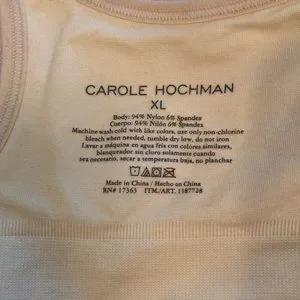 CAROLE HOCHMAN
XL
Body: 94% Nylon 6% Spandex
Cuerpo: 94% Nilón 6% Spandex
Machine wash cold with like colors, use only non-chlorine
bleach when needed, tumble dry low, do not iron
Lavar a máquina en agua fría con colores similares,
blanqueador sin cloro solamente cuando
sea necesario, secar a temperatura baja, no planchar
Made in China / Hecho en China
RN# 17363 ITM./ART. 1187728